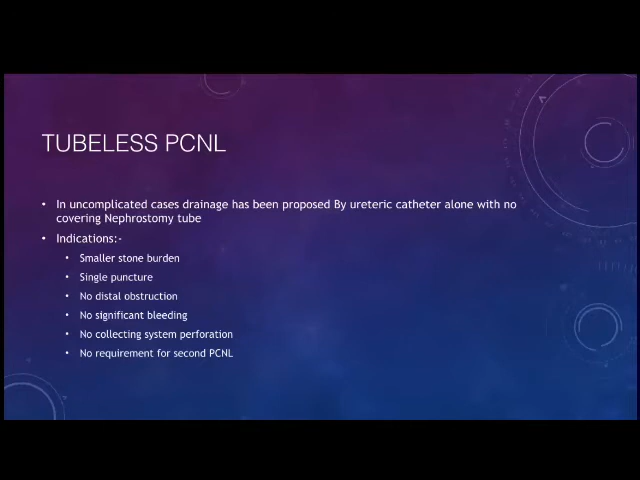 TUBELESS PCNL
• In uncomplicated cases drainage has been proposed By ureteric catheter alone with no
covering Nephrostomy tube
• Indications:-
• Smaller stone burden
• Single puncture
• No distal obstruction
• No significant bleeding
• No collecting system perforation
• No requirement for second PCNL